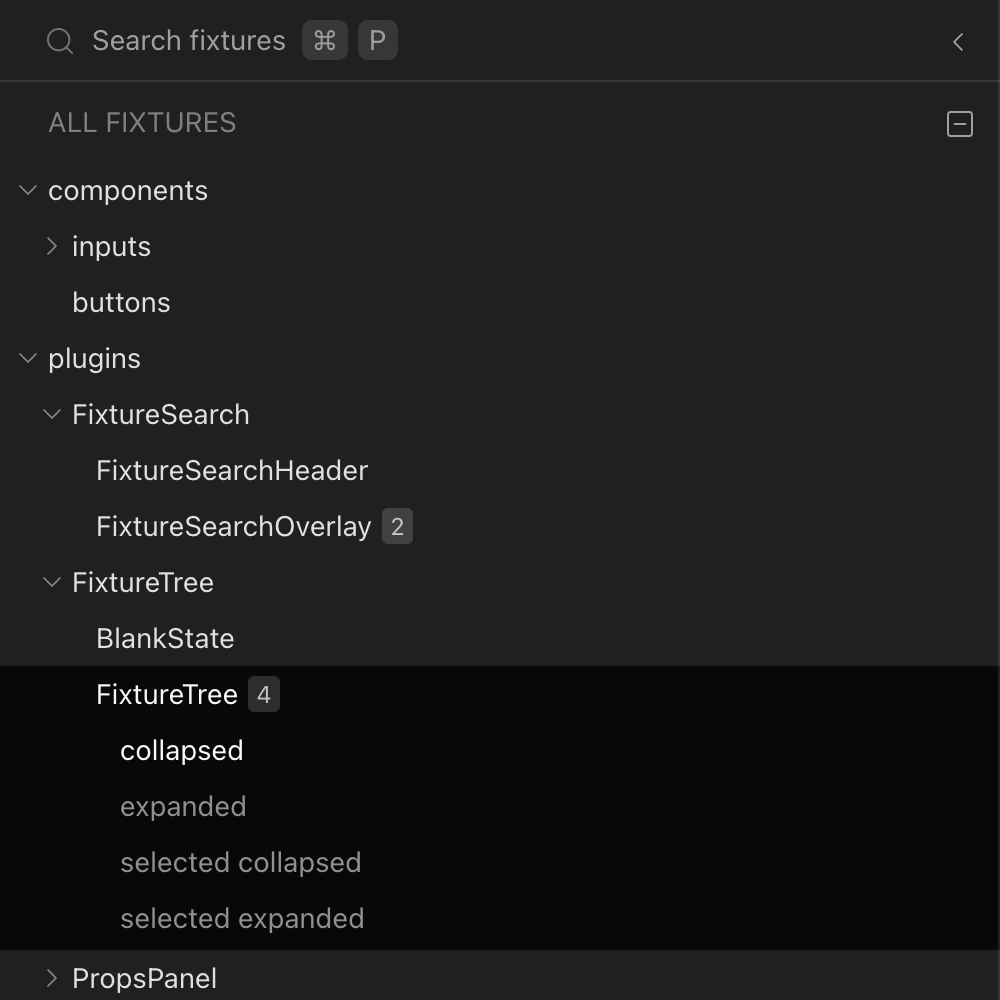 Search fixtures ⌘ P
ALL FIXTURES
components
inputs
buttons
plugins
FixtureSearch
FixtureSearchHeader
FixtureSearchOverlay 2
FixtureTree
BlankState
FixtureTree 4
collapsed
expanded
selected collapsed
selected expanded
PropsPanel